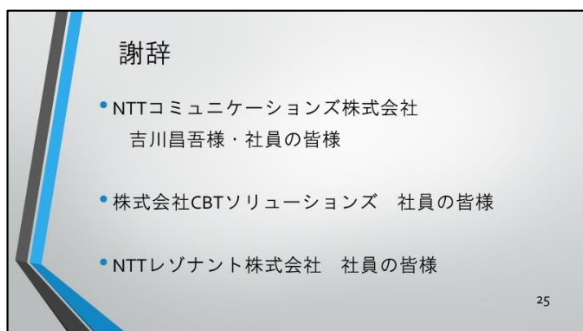 謝辞
•NTTコミュニケーションズ株式会社
吉川昌吾様・社員の皆様
•株式会社CBTソリューションズ　社員の皆様
•NTTレゾナント株式会社　社員の皆様
25